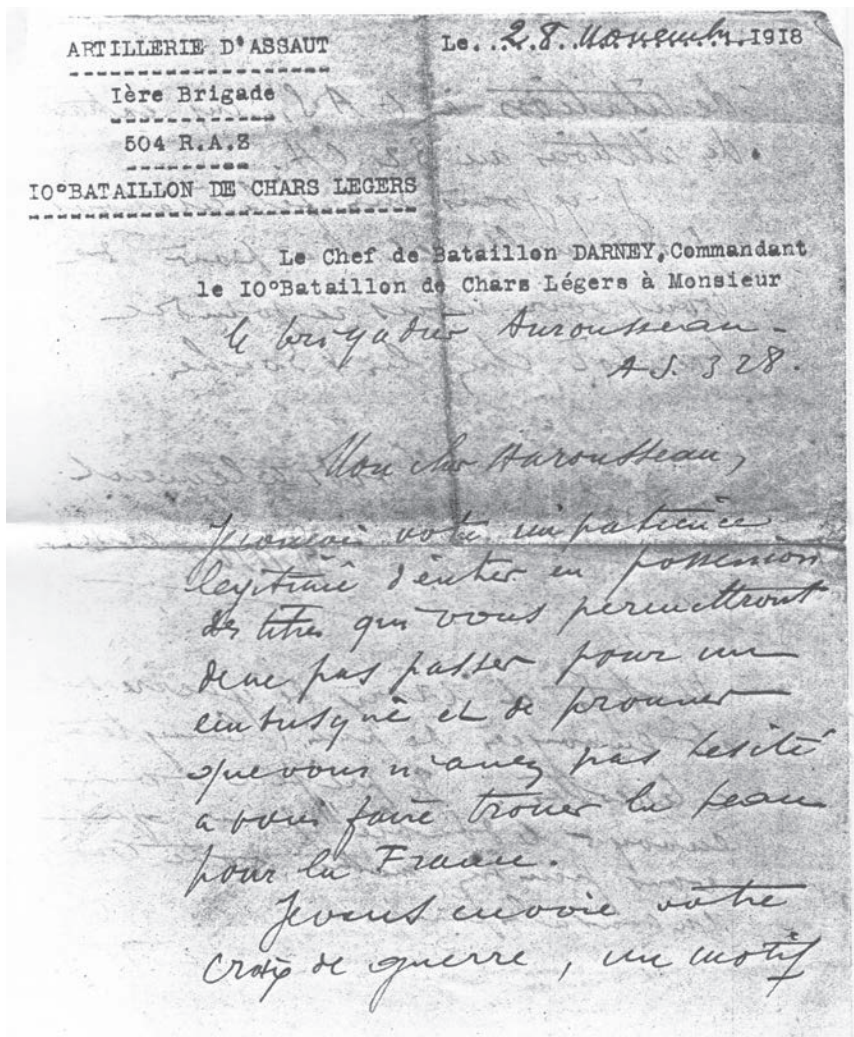 ARTILLERIE D'ASSAUT
Le...28 Novembre 1918
Ière Brigade
504 R.A.S
IO°BATAILLON DE CHARS LEGERS
Le Chef de Bataillon DARNEY, Commandant
le IO°Bataillon de Chars Légers à Monsieur
le brigadier Aurousseau -
A.S. 328.
Mon cher Aurousseau,
Je conçois votre impatience
légitime d'entrer en possession
des titres qui vous permettront
de ne pas passer pour un
embusqué et de prouver
que vous n'avez pas hésité
a vous faire trouer la peau
pour la France.
Je vous envoie votre
croix de guerre, un motif